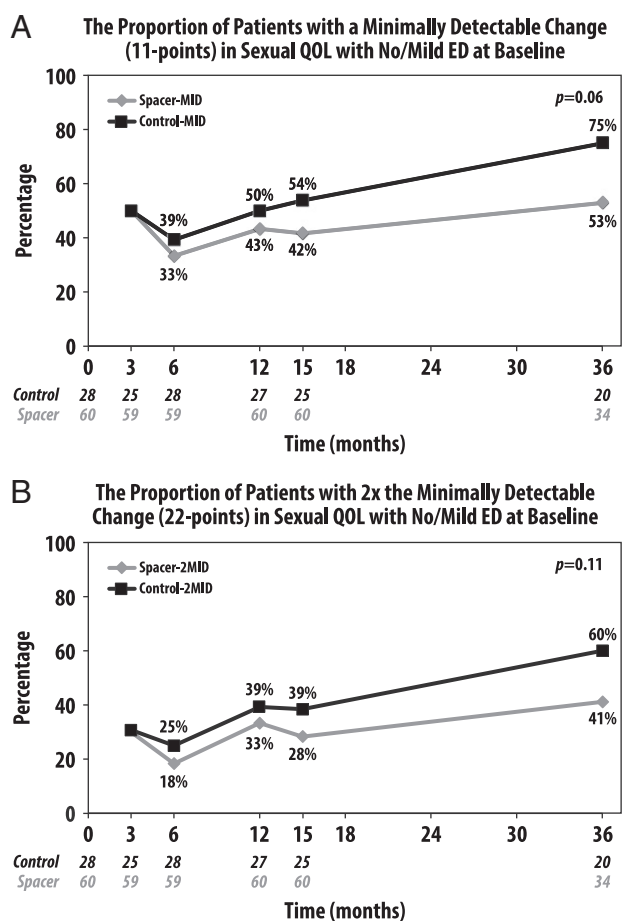 A
The Proportion of Patients with a Minimally Detectable Change
(11-points) in Sexual QOL with No/Mild ED at Baseline
100
80
60
40
20
0
Percentage
Spacer-MID
Control-MID
p=0.06
39%
33%
50%
43%
54%
42%
75%
53%
0 3 6 12 15 18 24 30 36
Control 28 25 28 27 25 20
Spacer 60 59 59 60 60 34
Time (months)
B
The Proportion of Patients with 2x the Minimally Detectable
Change (22-points) in Sexual QOL with No/Mild ED at Baseline
100
80
60
40
20
0
Percentage
Spacer-2MID
Control-2MID
p=0.11
25%
18%
39%
33%
39%
28%
60%
41%
0 3 6 12 15 18 24 30 36
Control 28 25 28 27 25 20
Spacer 60 59 59 60 60 34
Time (months)